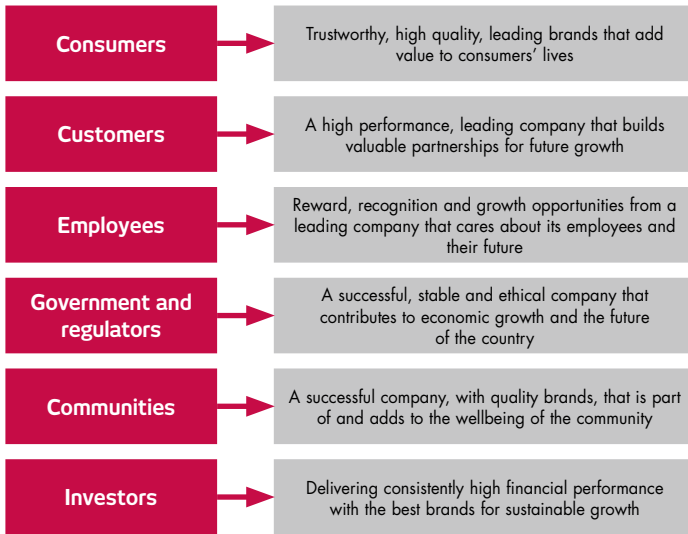 Consumers
Trustworthy, high quality, leading brands that add
value to consumers’ lives
Customers
A high performance, leading company that builds
valuable partnerships for future growth
Employees
Reward, recognition and growth opportunities from a
leading company that cares about its employees and
their future
Government and
regulators
A successful, stable and ethical company that
contributes to economic growth and the future
of the country
Communities
A successful company, with quality brands, that is part
of and adds to the wellbeing of the community
Investors
Delivering consistently high financial performance
with the best brands for sustainable growth